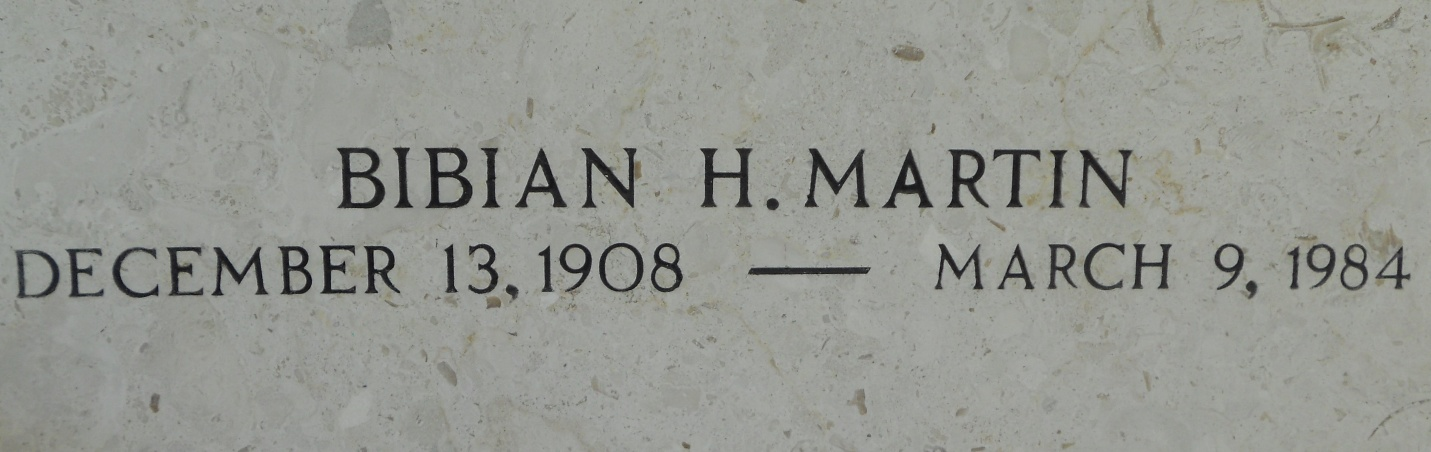 BIBIAN H. MARTIN
DECEMBER 13, 1908 — MARCH 9, 1984